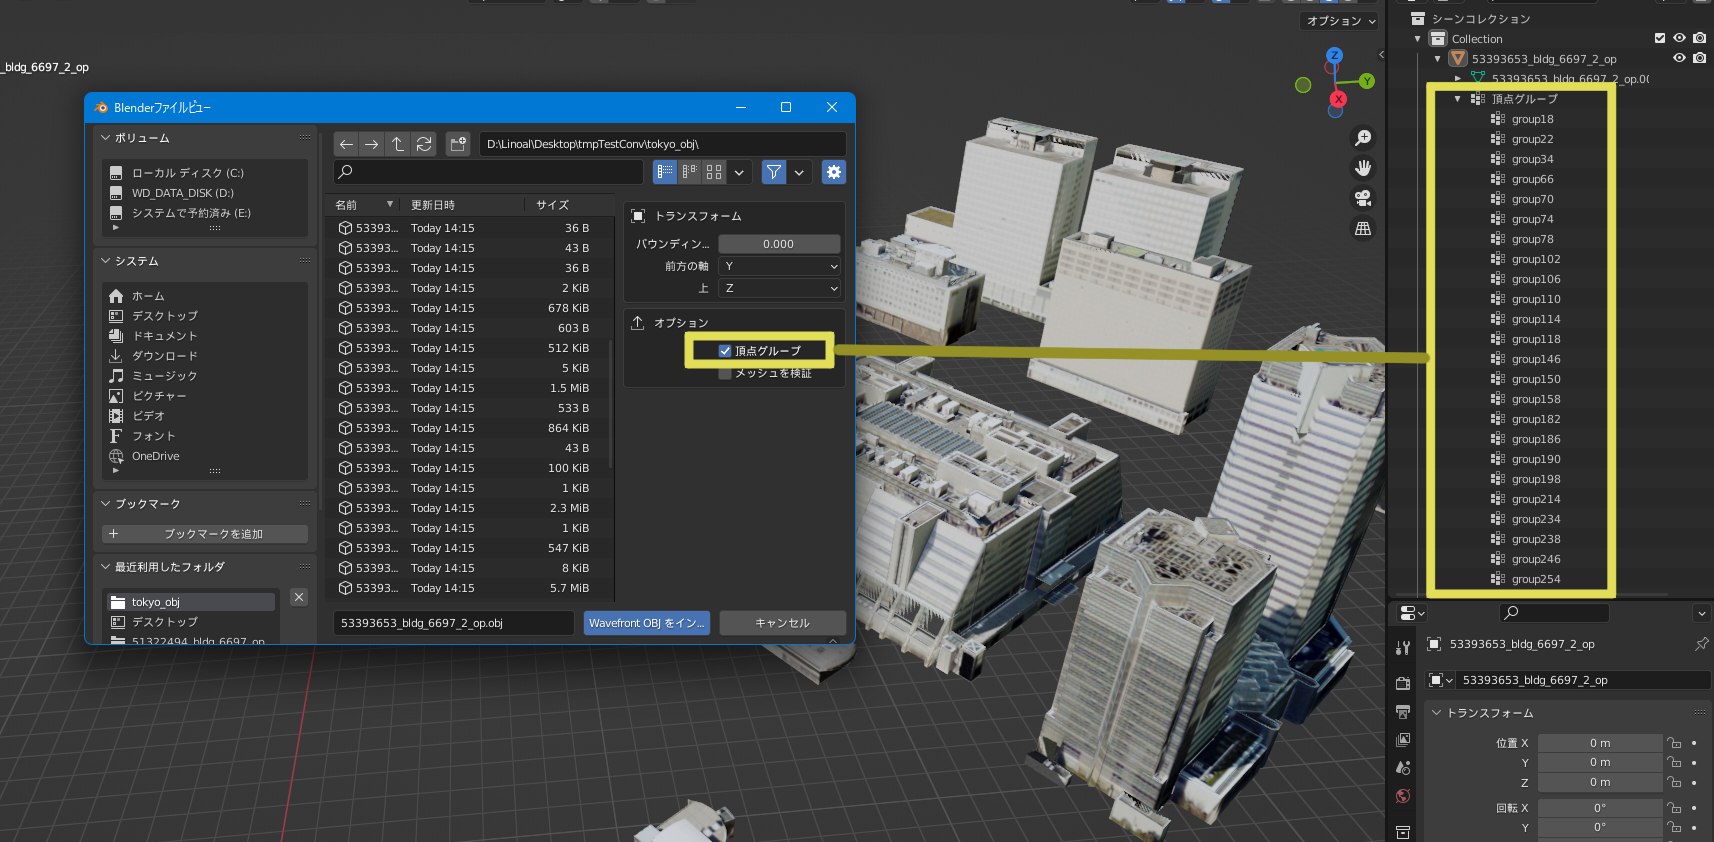 オプション
_bldg_6697_2_op
Z
Y
X
Blenderファイルビュー
ボリューム
ローカル ディスク (C:)
WD_DATA_DISK (D:)
システムで予約済み (E:)
システム
ホーム
デスクトップ
ドキュメント
ダウンロード
ミュージック
ピクチャー
ビデオ
フォント
OneDrive
ブックマーク
ブックマークを追加
最近利用したフォルダ
tokyo_obj
デスクトップ
51322494_bldg_6697_op
D:\Linoal\Desktop\tmpTestConv\tokyo_obj\
名前 更新日時 サイズ
53393... Today 14:15 36 B
53393... Today 14:15 43 B
53393... Today 14:15 36 B
53393... Today 14:15 2 KiB
53393... Today 14:15 678 KiB
53393... Today 14:15 603 B
53393... Today 14:15 512 KiB
53393... Today 14:15 5 KiB
53393... Today 14:15 1.5 MiB
53393... Today 14:15 533 B
53393... Today 14:15 864 KiB
53393... Today 14:15 43 B
53393... Today 14:15 100 KiB
53393... Today 14:15 1 KiB
53393... Today 14:15 2.3 MiB
53393... Today 14:15 1 KiB
53393... Today 14:15 547 KiB
53393... Today 14:15 8 KiB
53393... Today 14:15 5.7 MiB
トランスフォーム
バウンディン... 0.000
前方の軸 Y
上 Z
オプション
頂点グループ
メッシュを検証
53393653_bldg_6697_2_op.obj
Wavefront OBJ をイン...
キャンセル
シーンコレクション
Collection
53393653_bldg_6697_2_op
53393653_bldg_6697_2_op.0(
頂点グループ
group18
group22
group34
group66
group70
group74
group78
group102
group106
group110
group114
group118
group146
group150
group158
group182
group186
group190
group198
group214
group234
group238
group246
group254
53393653_bldg_6697_2_op
53393653_bldg_6697_2_op
トランスフォーム
位置 X 0 m
Y 0 m
Z 0 m
回転 X 0°
Y 0°